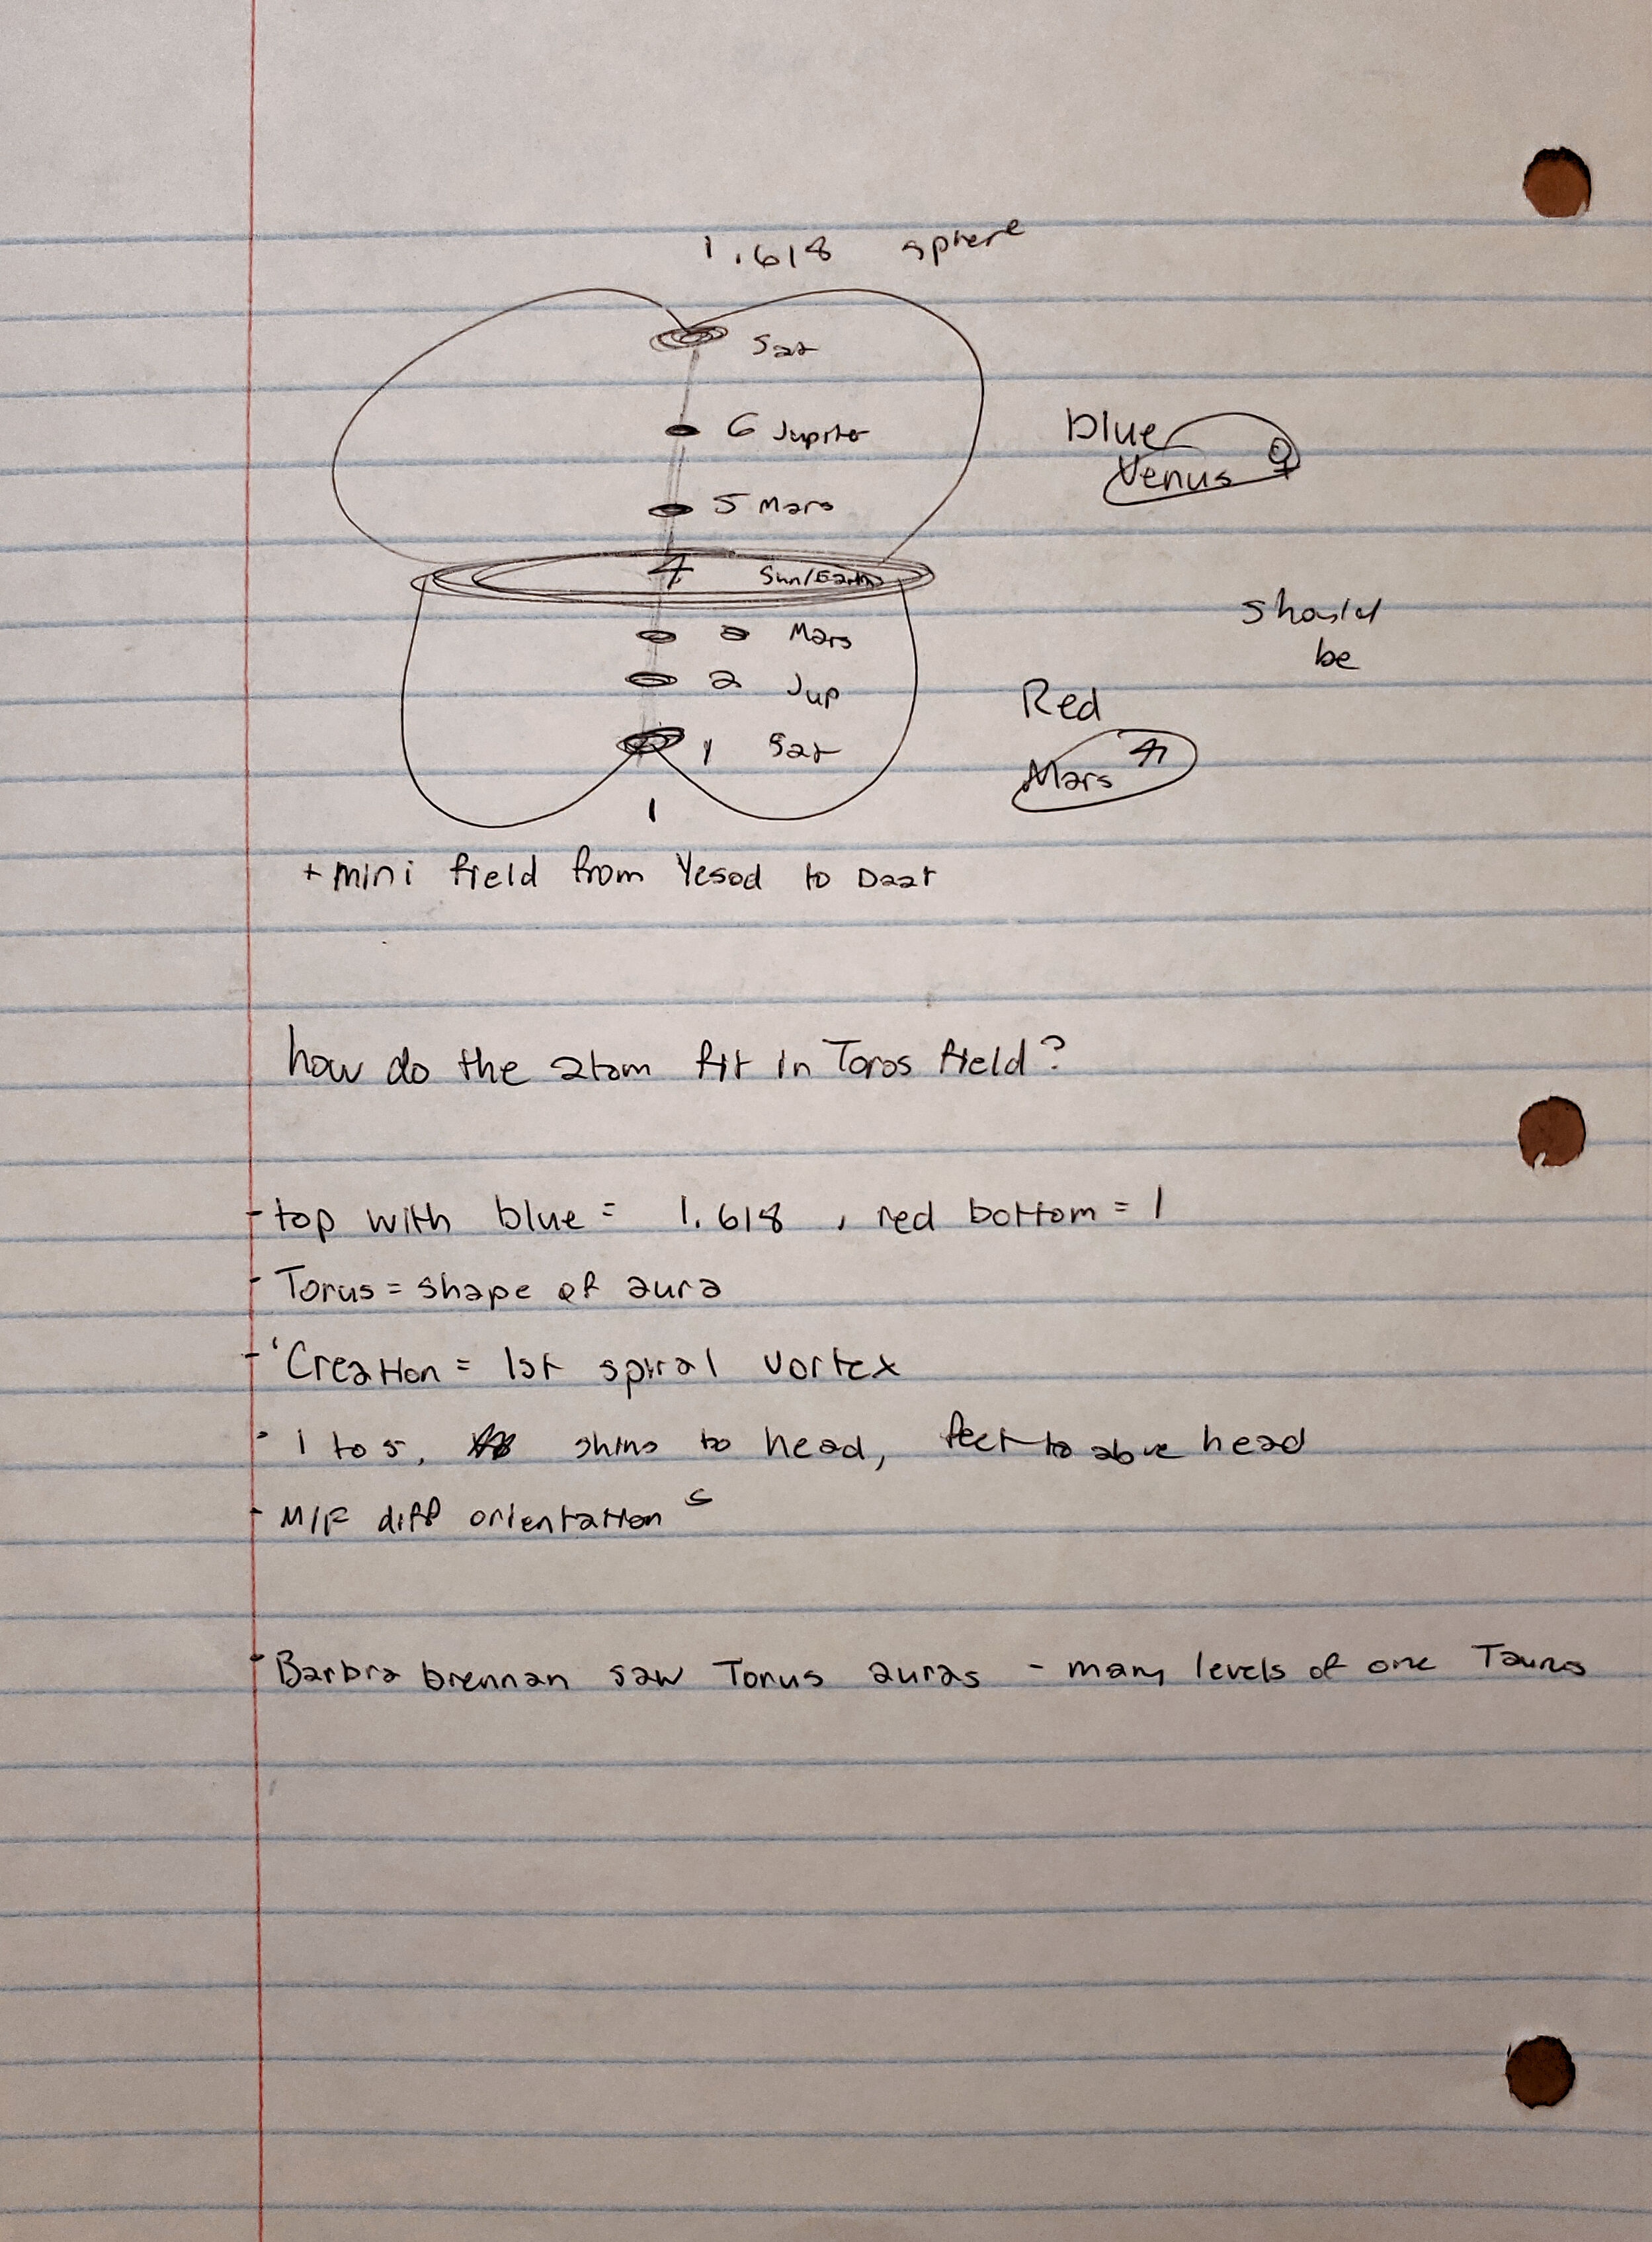 1.618 sphere
Sat
6 Jupiter
blue
Venus ♀
5 Mars
4 Sun/Earth
should
be
3 Mars
2 Jup
Red
1 Sat
Mars
1
+ mini field from Yesod to Daat
how do the atom fit in Toros field?
- top with blue = 1.618 , red bottom = 1
- Torus = shape of aura
- 'Creation = 1st spiral vortex
- 1 to 5, shins to head, feet to above head
- M/F diff orientations
- Barbra brennan saw Torus auras - many levels of one Taurus